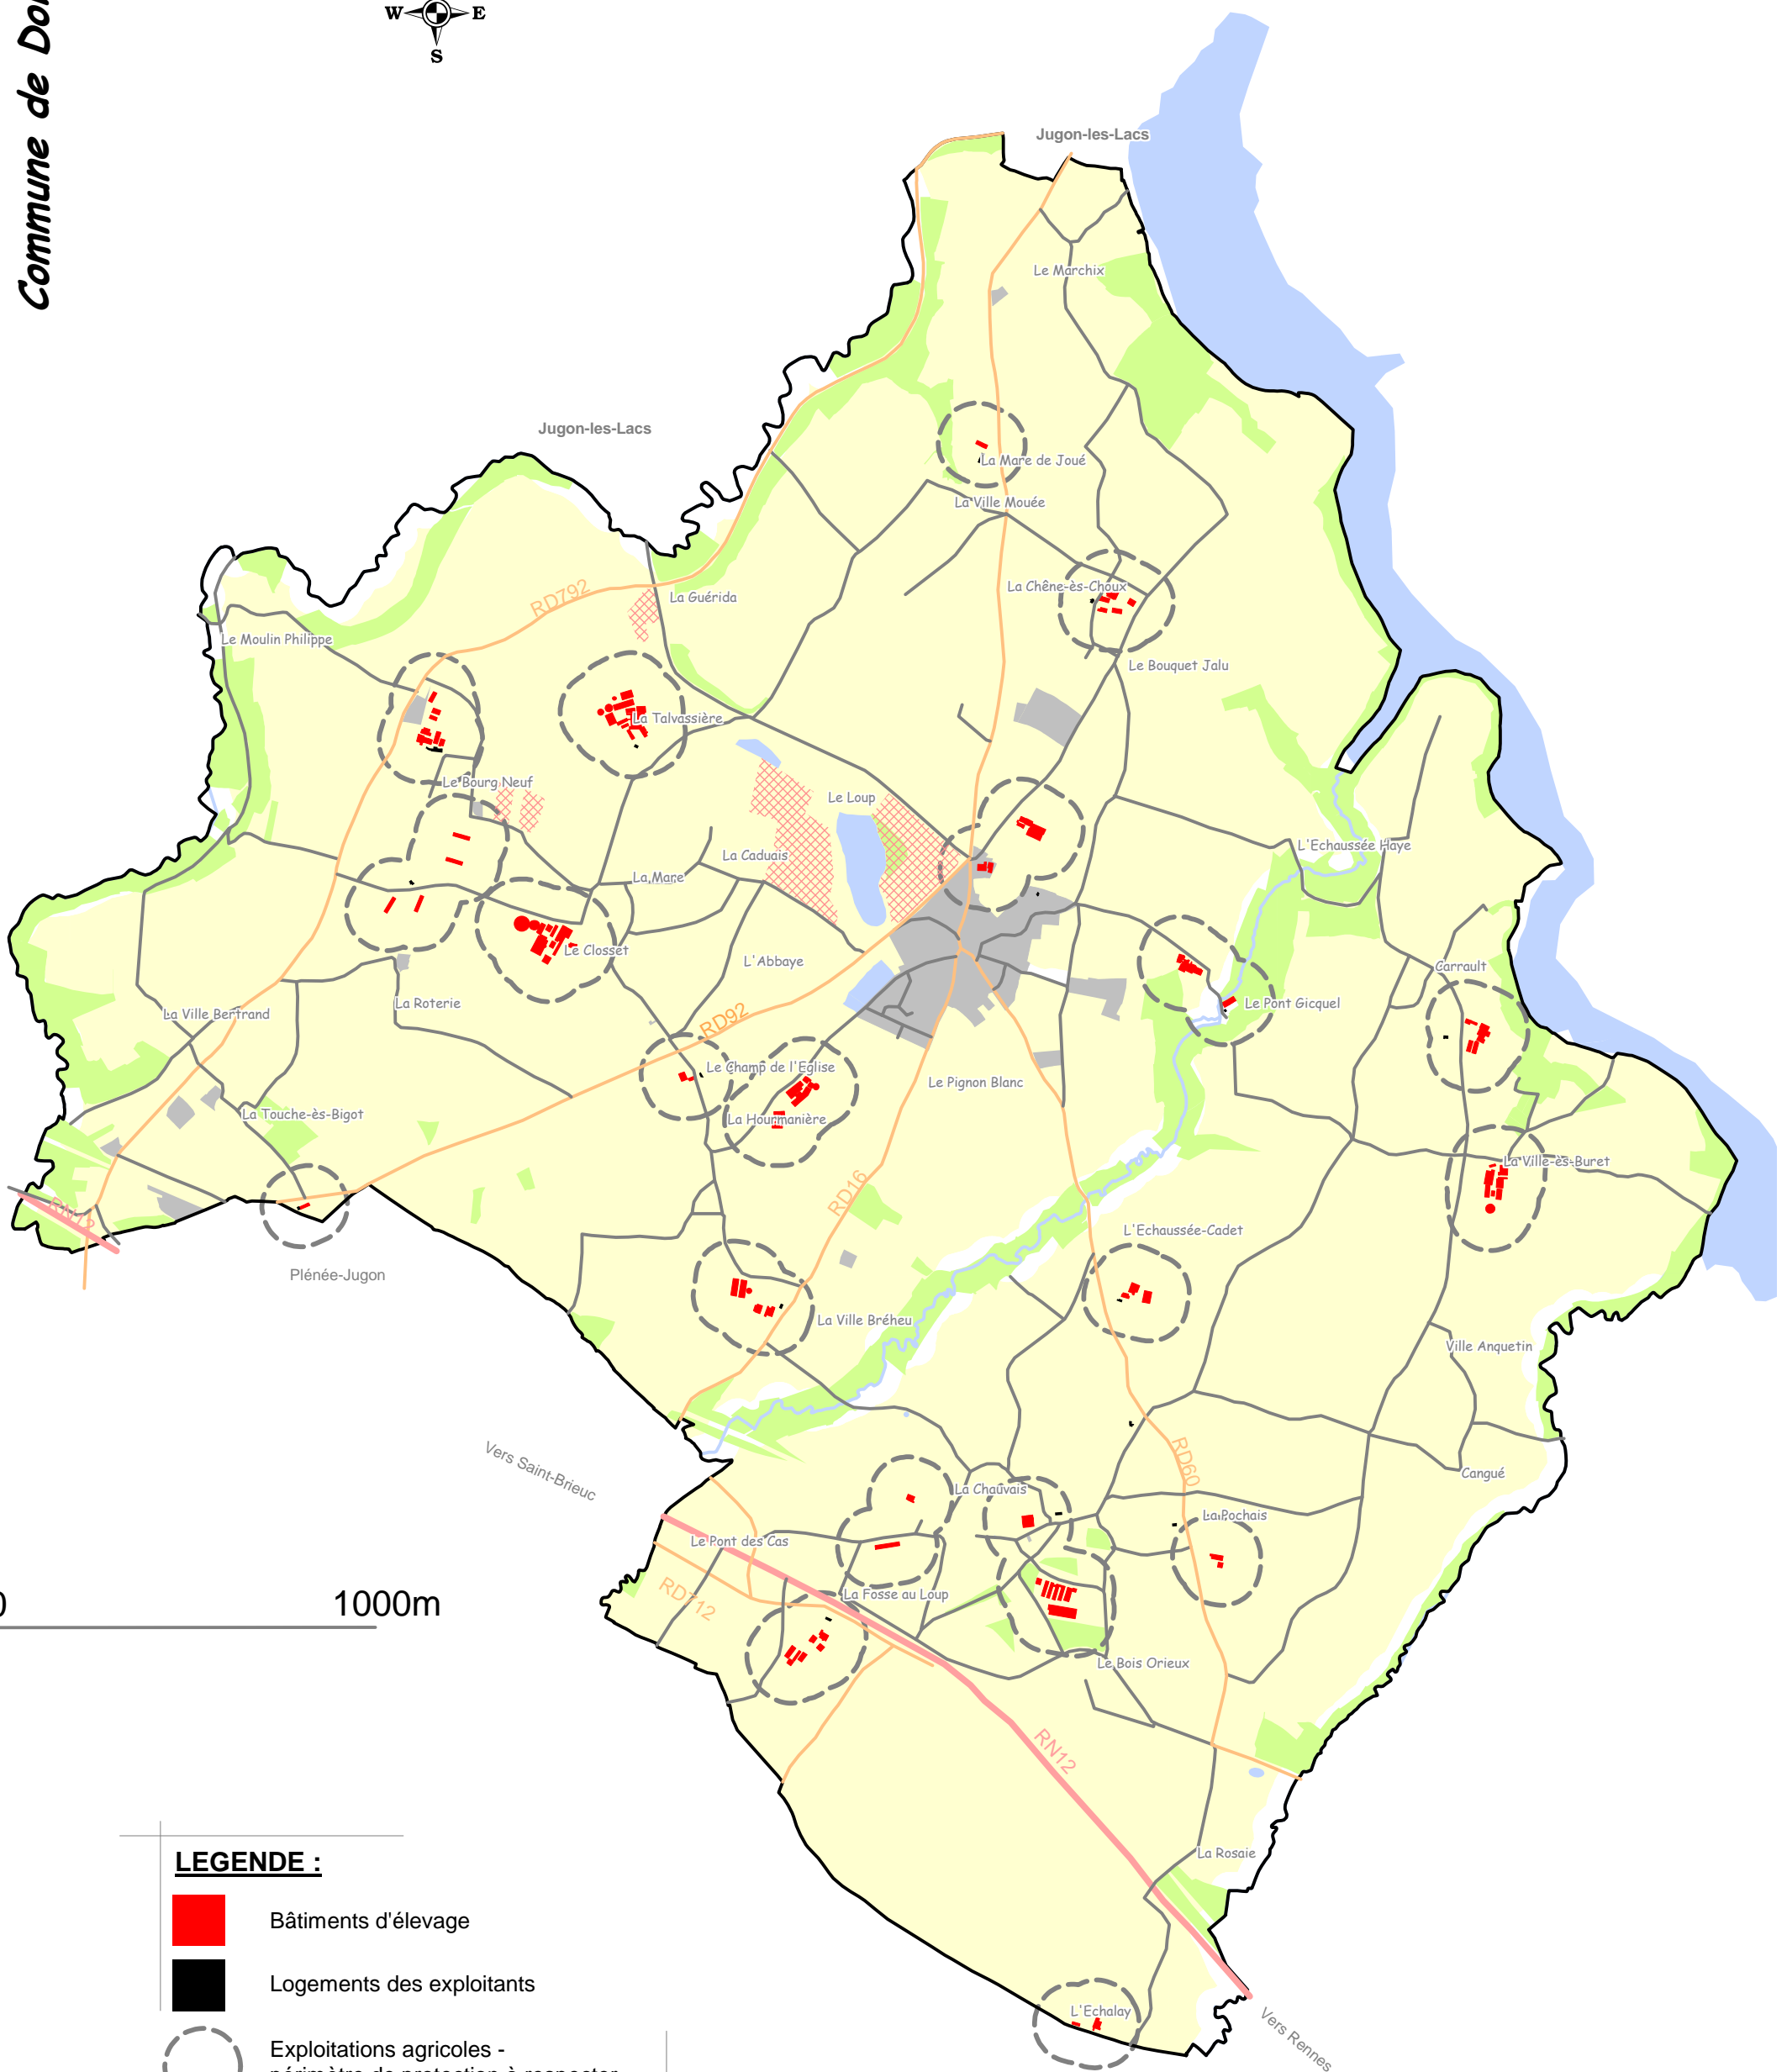 Commune de
W E
S
Jugon-les-Lacs
Le Marchix
Jugon-les-Lacs
La Mare de Joué
La Ville Mouée
La Chêne-ès-Choux
RD792
La Guérida
Le Moulin Philippe
Le Bouquet Jalu
La Talvassière
Le Bourg Neuf
Le Loup
L'Echaussée Haye
La Caduais
La Mare
Le Closset
L'Abbaye
Carrault
La Roterie
Le Pont Gicquel
La Ville Bertrand
RD92
Le Champ de l'Eglise
Le Pignon Blanc
La Touche-ès-Bigot
La Hourmanière
La Ville-ès-Buret
RD16
RN12
L'Echaussée-Cadet
Plénée-Jugon
La Ville Bréheu
Ville Anquetin
Vers Saint-Brieuc
RD60
Cangué
La Chaûvais
La Pochais
Le Pont des Cas
RD712
La Fosse au Loup
1000m
Le Bois Orieux
RN12
La Rosaie
LEGENDE :
Bâtiments d'élevage
Logements des exploitants
L'Echalay
Vers Rennes
Exploitations agricoles -
périmètre de protection à respecter